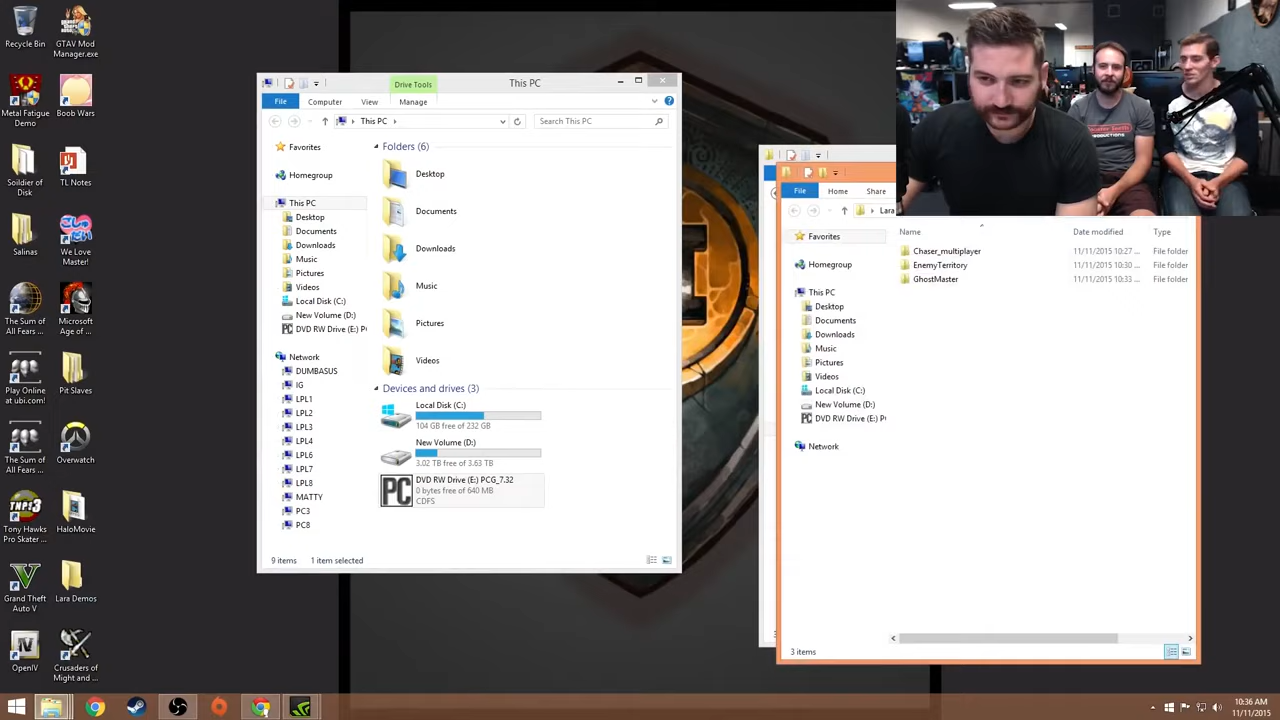 Recycle Bin
GTAV Mod
Manager.exe
Metal Fatigue
Demo
Boob Wars
Soildier of
Disk
TL Notes
Salinas
We Love
Master!
The Sum of
All Fears ...
Microsoft
Age of ...
Play Online
at ubi.com!
Pit Slaves
The Sum of
All Fears ...
Overwatch
Tony Hawks
Pro Skater ...
HaloMovie
Grand Theft
Auto V
Lara Demos
OpenIV
Crusaders of
Might and ...
Drive Tools
This PC
File
Computer
View
Manage
This PC
Search This PC
Favorites
Homegroup
This PC
Desktop
Documents
Downloads
Music
Pictures
Videos
Local Disk (C:)
New Volume (D:)
DVD RW Drive (E:) P
Network
DUMBASUS
IG
LPL1
LPL2
LPL3
LPL4
LPL6
LPL7
LPL8
MATTY
PC3
PC8
Folders (6)
Desktop
Documents
Downloads
Music
Pictures
Videos
Devices and drives (3)
Local Disk (C:)
104 GB free of 232 GB
New Volume (D:)
3.02 TB free of 3.63 TB
PC
DVD RW Drive (E:) PCG_7.32
0 bytes free of 640 MB
CDFS
9 items 1 item selected
File
Home
Share
Lara
Favorites
Homegroup
This PC
Desktop
Documents
Downloads
Music
Pictures
Videos
Local Disk (C:)
New Volume (D:)
DVD RW Drive (E:) P
Network
Name Date modified Type
Chaser_multiplayer 11/11/2015 10:27 ... File folder
EnemyTerritory 11/11/2015 10:30 ... File folder
GhostMaster 11/11/2015 10:33 ... File folder
3 items
10:36 AM
11/11/2015